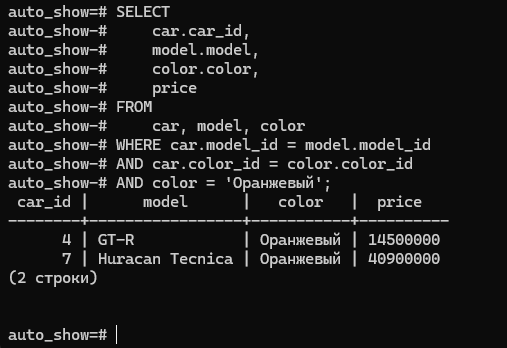 auto_show=# SELECT
auto_show-#     car.car_id,
auto_show-#     model.model,
auto_show-#     color.color,
auto_show-#     price
auto_show-# FROM
auto_show-#     car, model, color
auto_show-# WHERE car.model_id = model.model_id
auto_show-# AND car.color_id = color.color_id
auto_show-# AND color = 'Оранжевый';
 car_id |      model       |   color   |  price
--------+------------------+-----------+----------
      4 | GT-R             | Оранжевый | 14500000
      7 | Huracan Tecnica | Оранжевый | 40900000
(2 строки)
auto_show=#